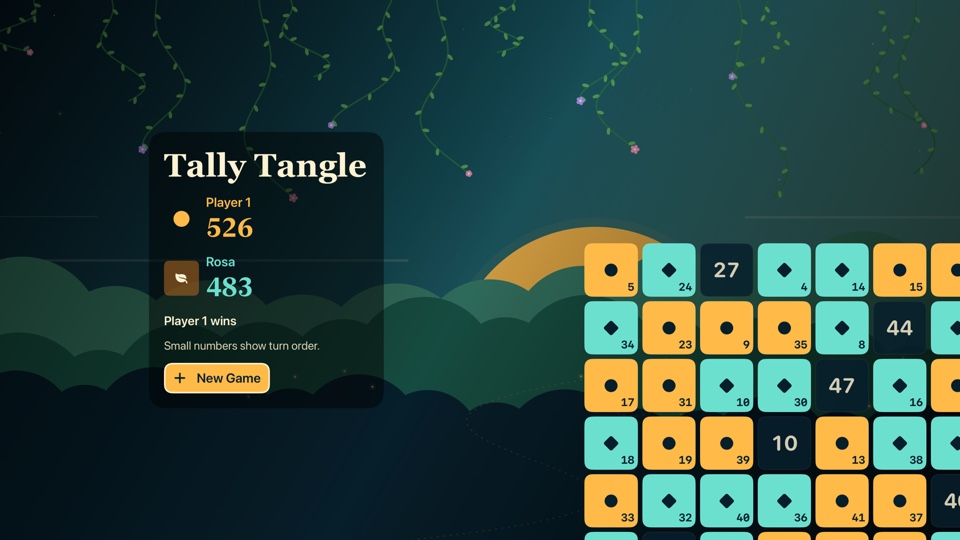 Tally Tangle
Player 1
526
Rosa
483
Player 1 wins
Small numbers show turn order.
+ New Game
5 24 27 4 14 15
34 23 9 35 8 44
17 31 10 30 47 16
18 19 39 10 13 38
33 32 40 36 41 37